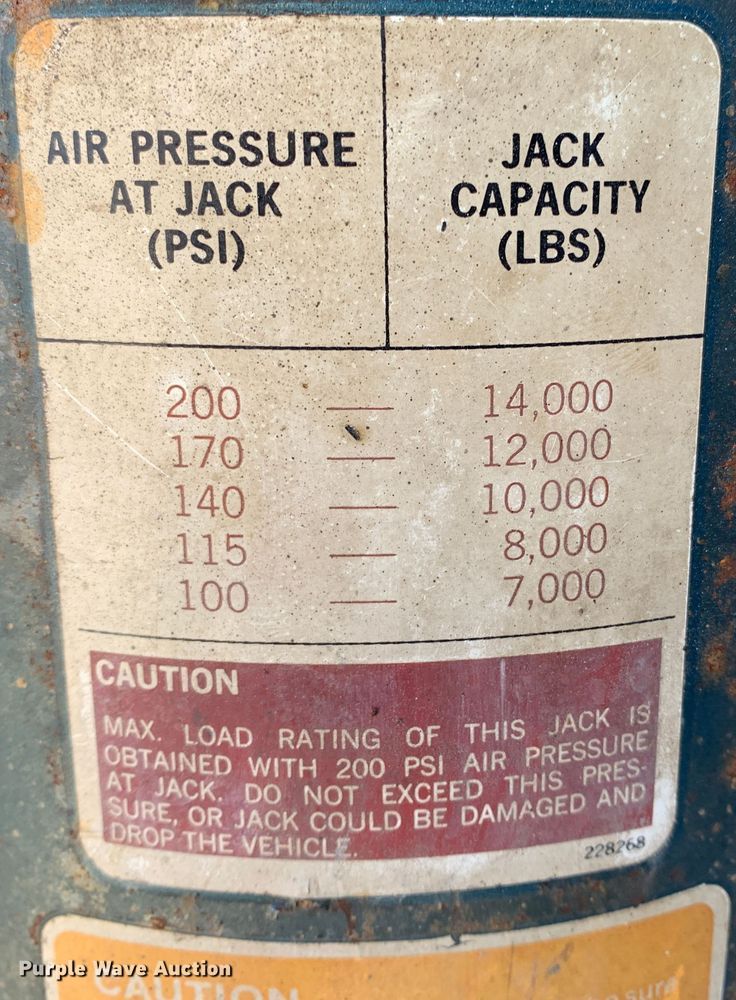 AIR PRESSURE
AT JACK
(PSI)
JACK
CAPACITY
(LBS)
200 — 14,000
170 — 12,000
140 — 10,000
115 — 8,000
100 — 7,000
CAUTION
MAX. LOAD RATING OF THIS JACK IS
OBTAINED WITH 200 PSI AIR PRESSURE
AT JACK. DO NOT EXCEED THIS PRES-
SURE, OR JACK COULD BE DAMAGED AND
DROP THE VEHICLE.
228268
CAUTION
Purple Wave Auction